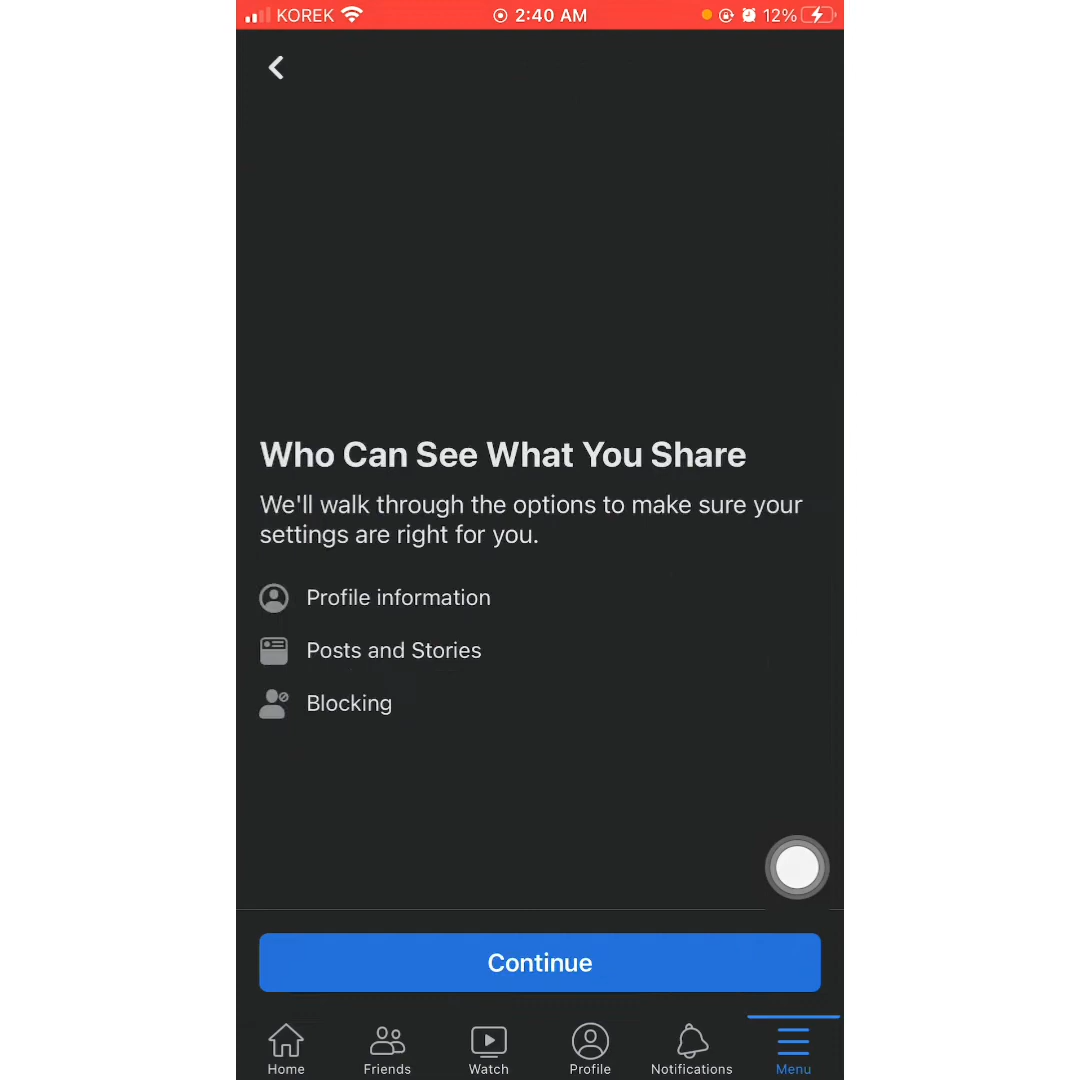 KOREK 2:40 AM 12%
Who Can See What You Share
We'll walk through the options to make sure your
settings are right for you.
Profile information
Posts and Stories
Blocking
Continue
Home Friends Watch Profile Notifications Menu